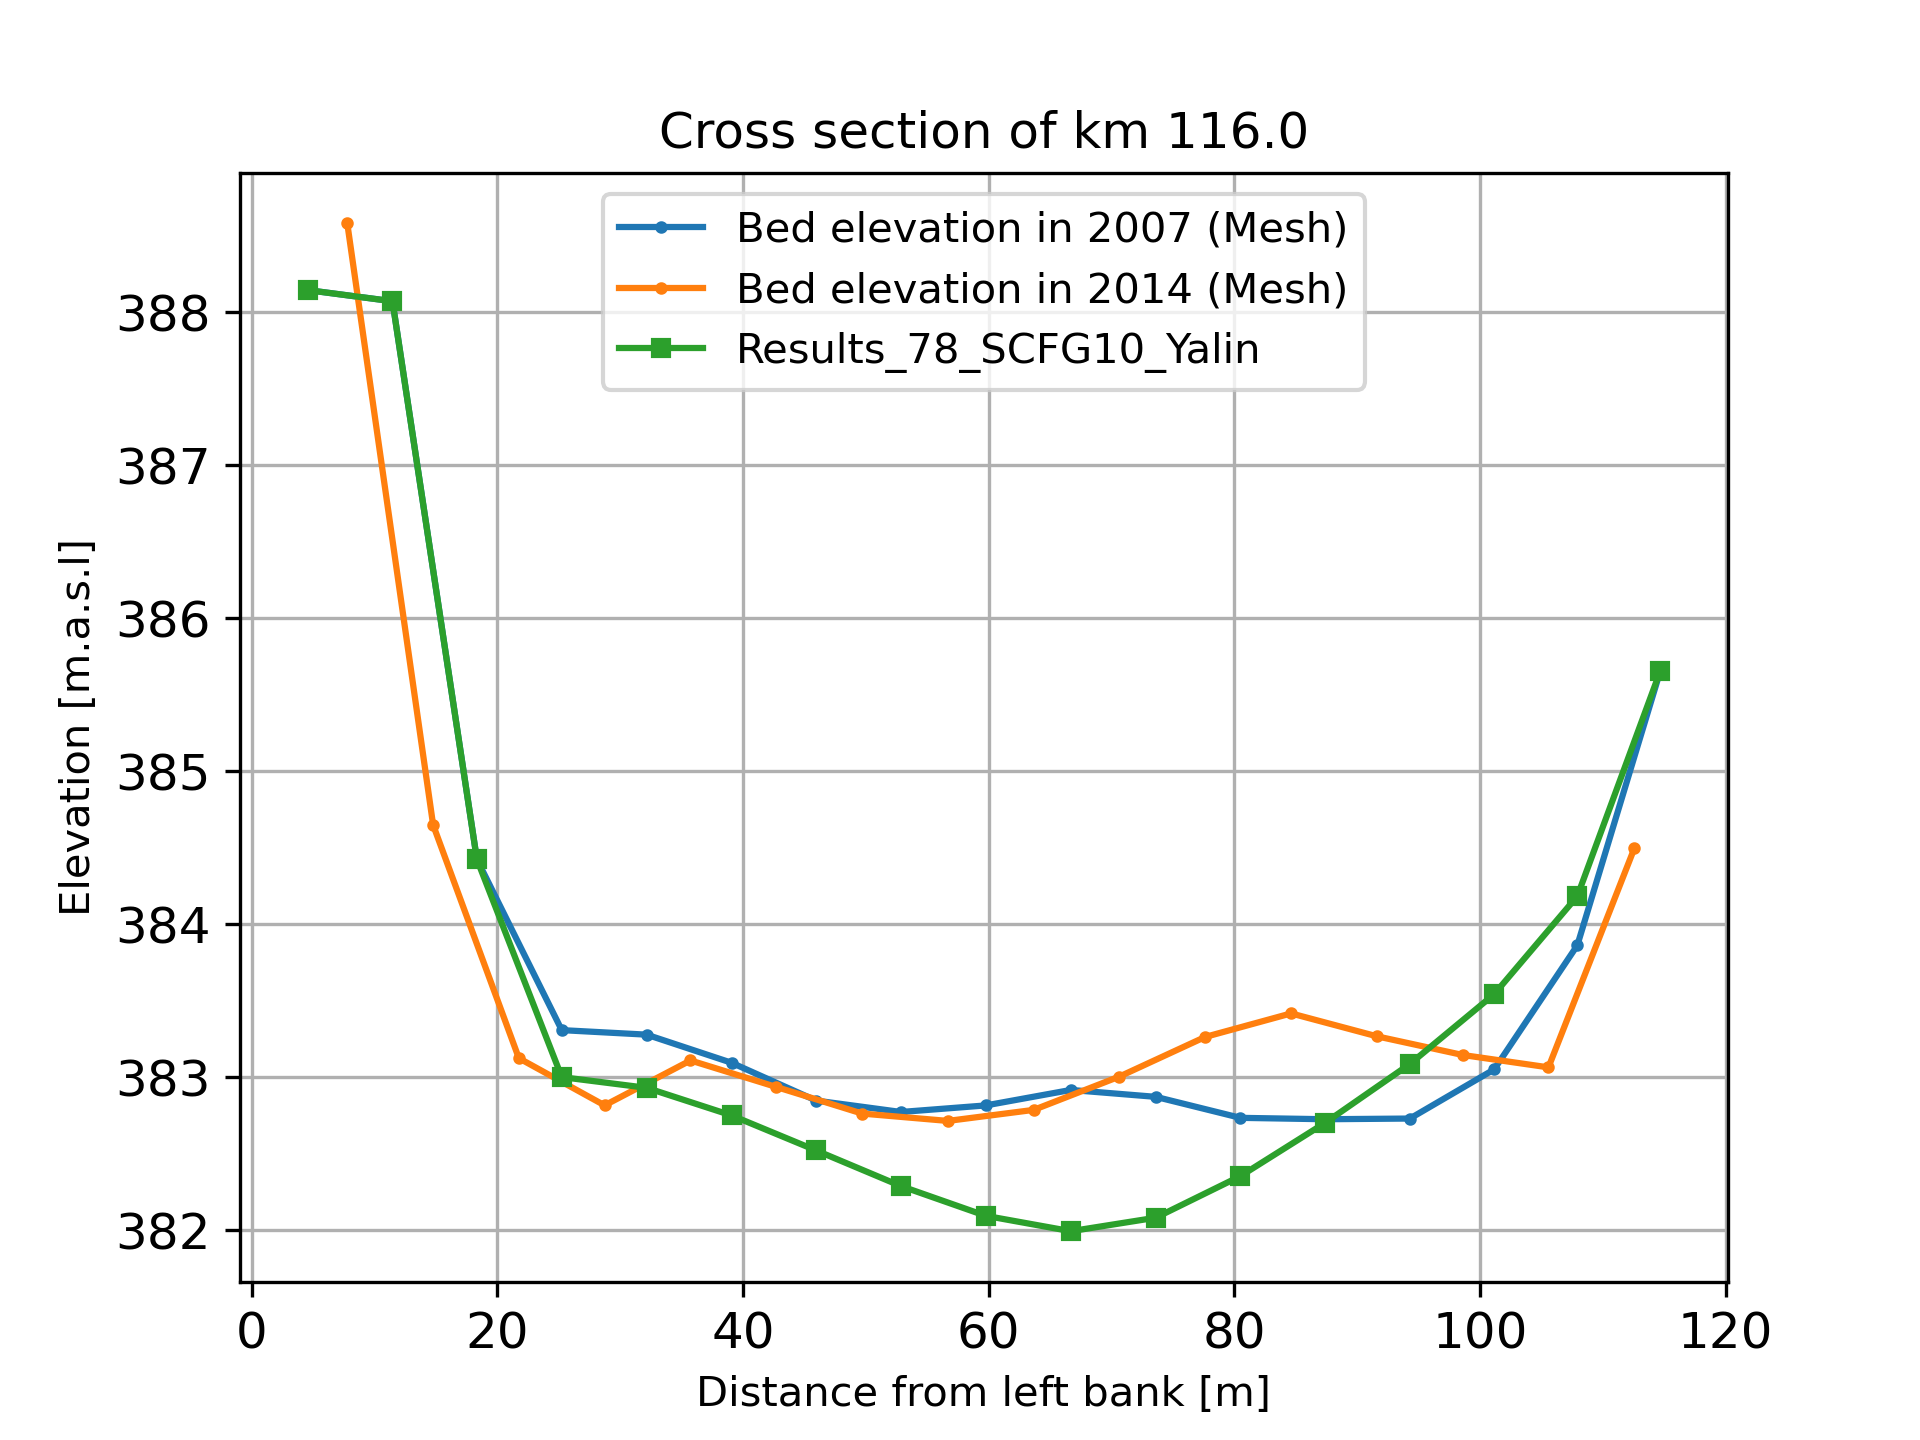 Cross section of km 116.0
Bed elevation in 2007 (Mesh)
Bed elevation in 2014 (Mesh)
Results_78_SCFG10_Yalin
Elevation [m.a.s.l]
388
387
386
385
384
383
382
0 20 40 60 80 100 120
Distance from left bank [m]